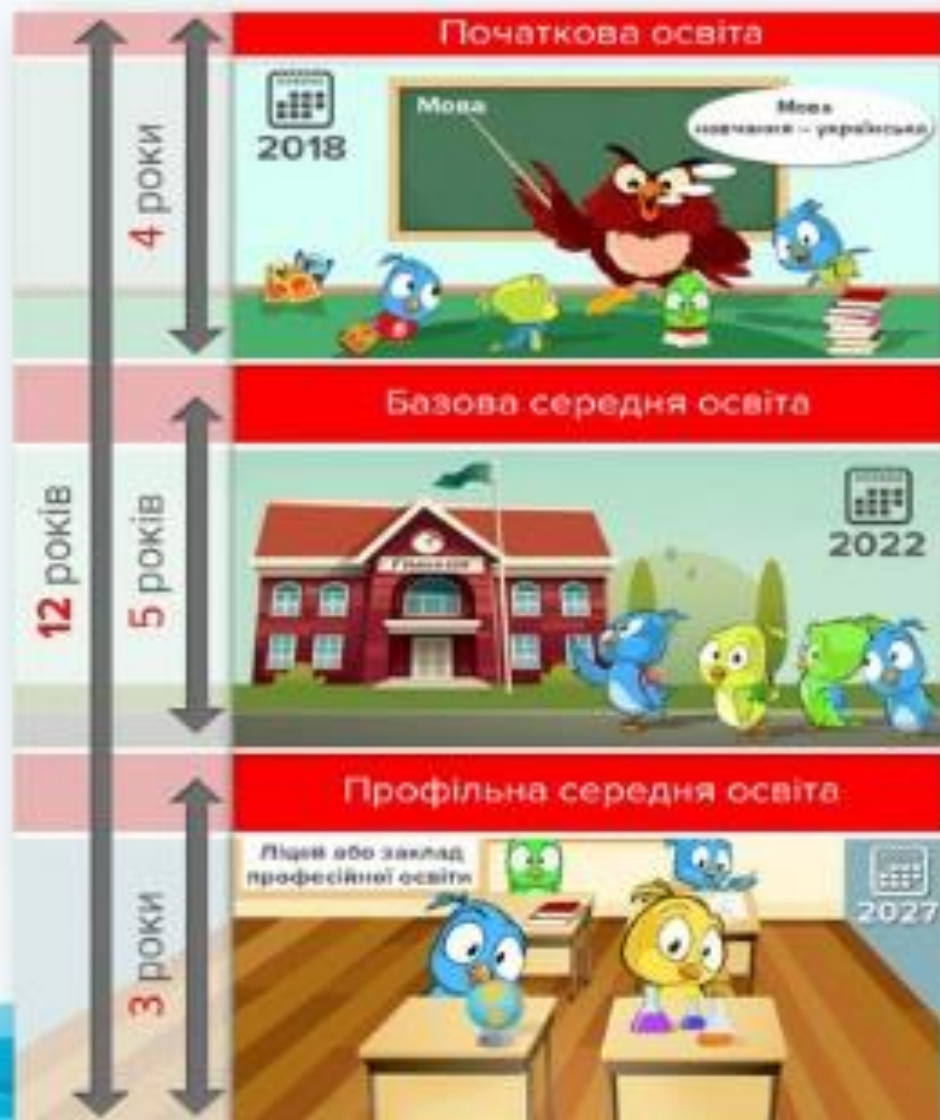 Початкова освіта
2018
Мова
Мова
навчання – українська
4 роки
Базова середня освіта
2022
12 років
5 років
Профільна середня освіта
Ліцей або заклад
професійної освіти
2027
3 роки